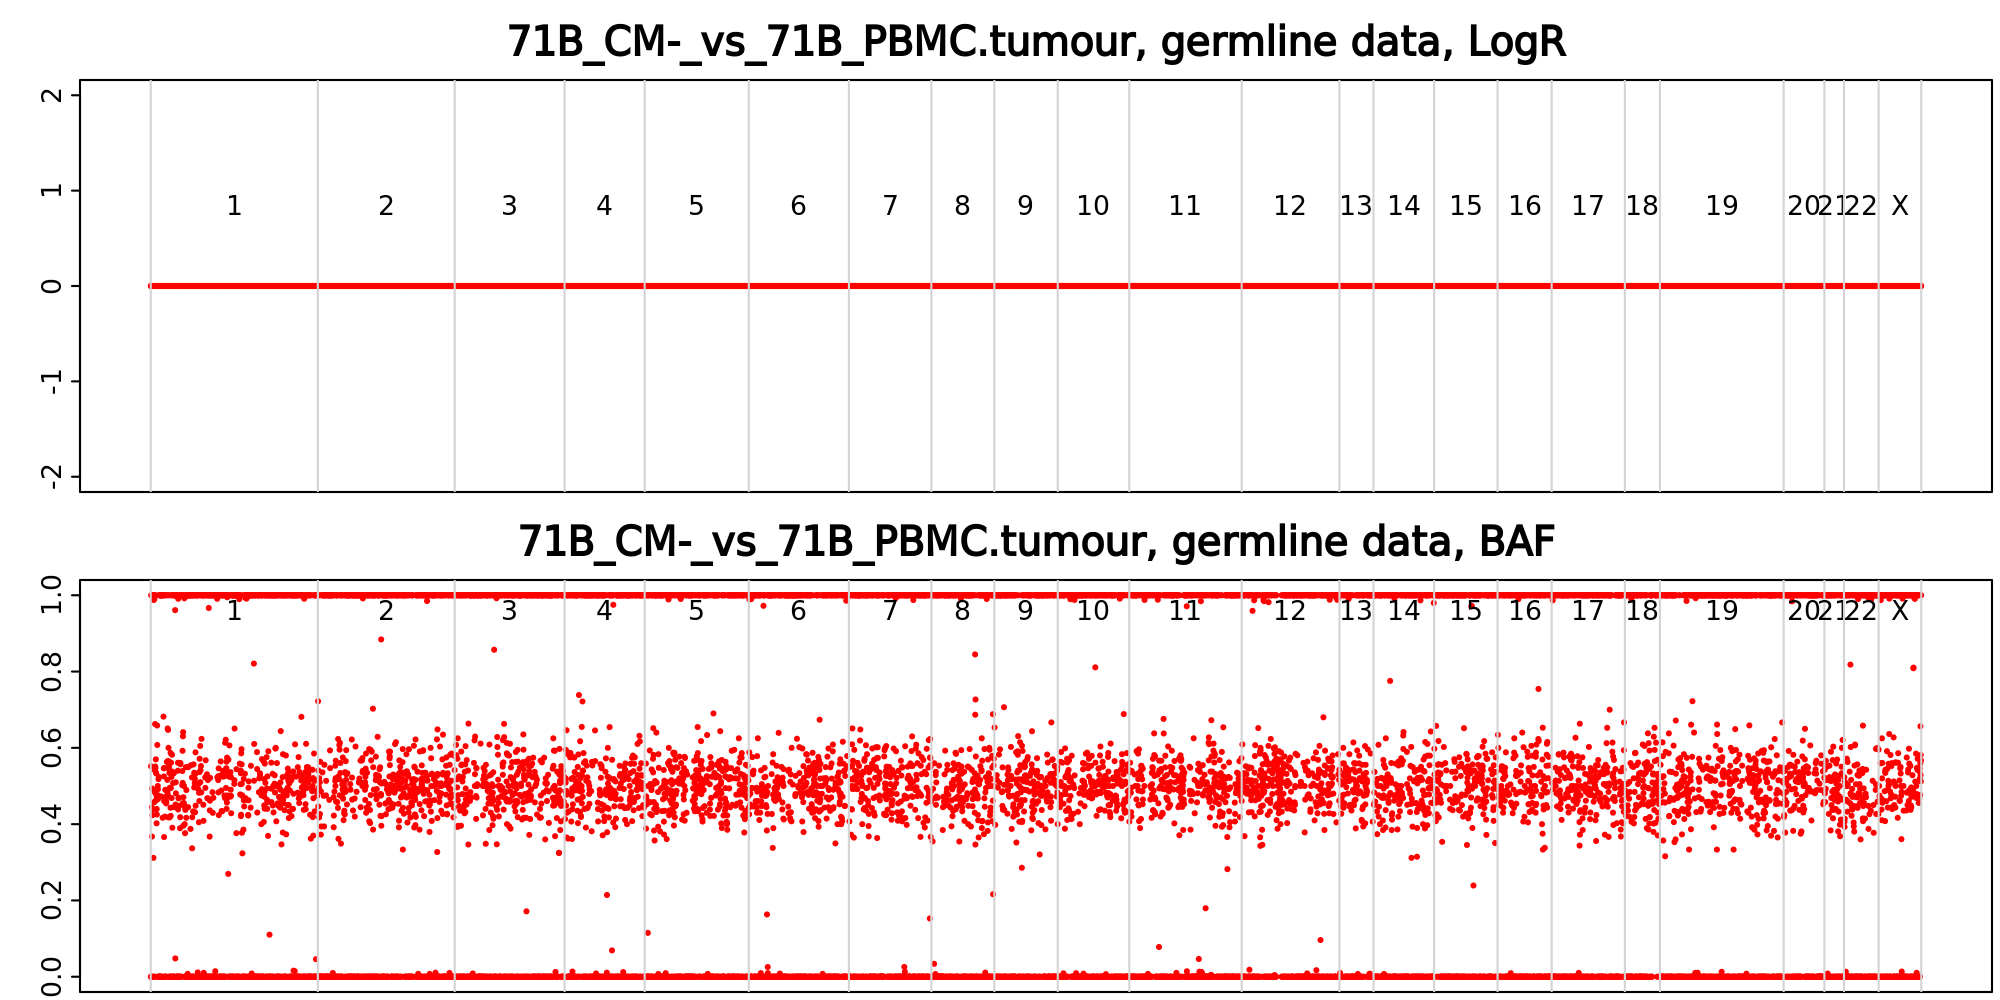 71B_CM-_vs_71B_PBMC.tumour, germline data, LogR
2
1
0
-1
-2
1 2 3 4 5 6 7 8 9 10 11 12 13 14 15 16 17 18 19 20 21 22 X
71B_CM-_vs_71B_PBMC.tumour, germline data, BAF
1.0
0.8
0.6
0.4
0.2
0.0
1 2 3 4 5 6 7 8 9 10 11 12 13 14 15 16 17 18 19 20 21 22 X